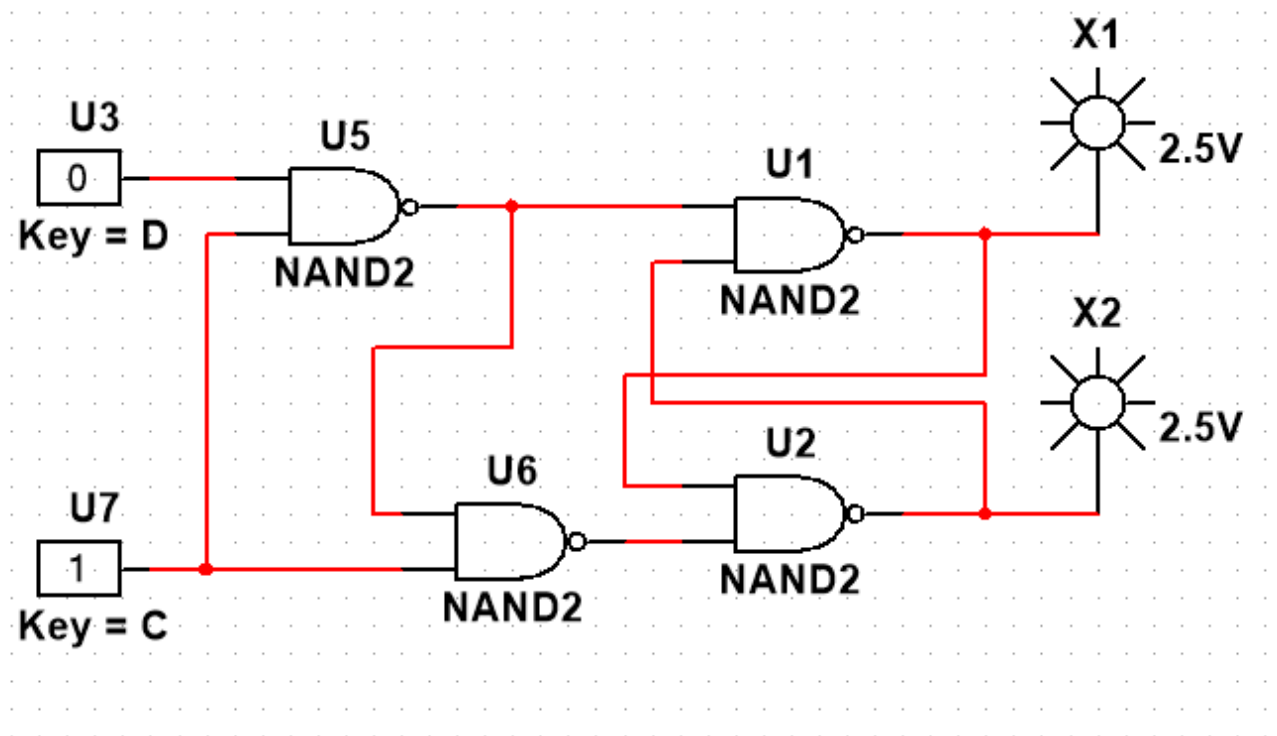 X1
2.5V
U3
0
Key = D
U5
NAND2
U1
NAND2
X2
2.5V
U7
1
Key = C
U6
NAND2
U2
NAND2